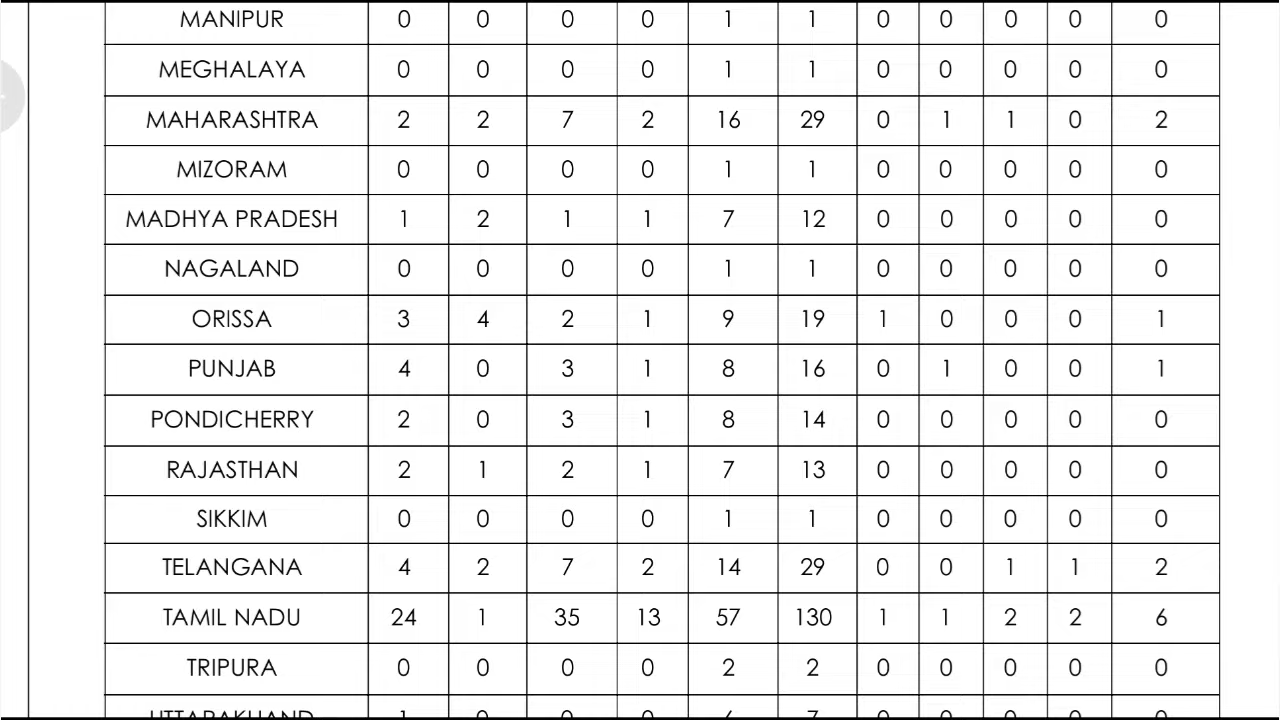 MANIPUR 0 0 0 0 1 1 0 0 0 0 0
MEGHALAYA 0 0 0 0 1 1 0 0 0 0 0
MAHARASHTRA 2 2 7 2 16 29 0 1 1 0 2
MIZORAM 0 0 0 0 1 1 0 0 0 0 0
MADHYA PRADESH 1 2 1 1 7 12 0 0 0 0 0
NAGALAND 0 0 0 0 1 1 0 0 0 0 0
ORISSA 3 4 2 1 9 19 1 0 0 0 1
PUNJAB 4 0 3 1 8 16 0 1 0 0 1
PONDICHERRY 2 0 3 1 8 14 0 0 0 0 0
RAJASTHAN 2 1 2 1 7 13 0 0 0 0 0
SIKKIM 0 0 0 0 1 1 0 0 0 0 0
TELANGANA 4 2 7 2 14 29 0 0 1 1 2
TAMIL NADU 24 1 35 13 57 130 1 1 2 2 6
TRIPURA 0 0 0 0 2 2 0 0 0 0 0
UTTARAKHAND